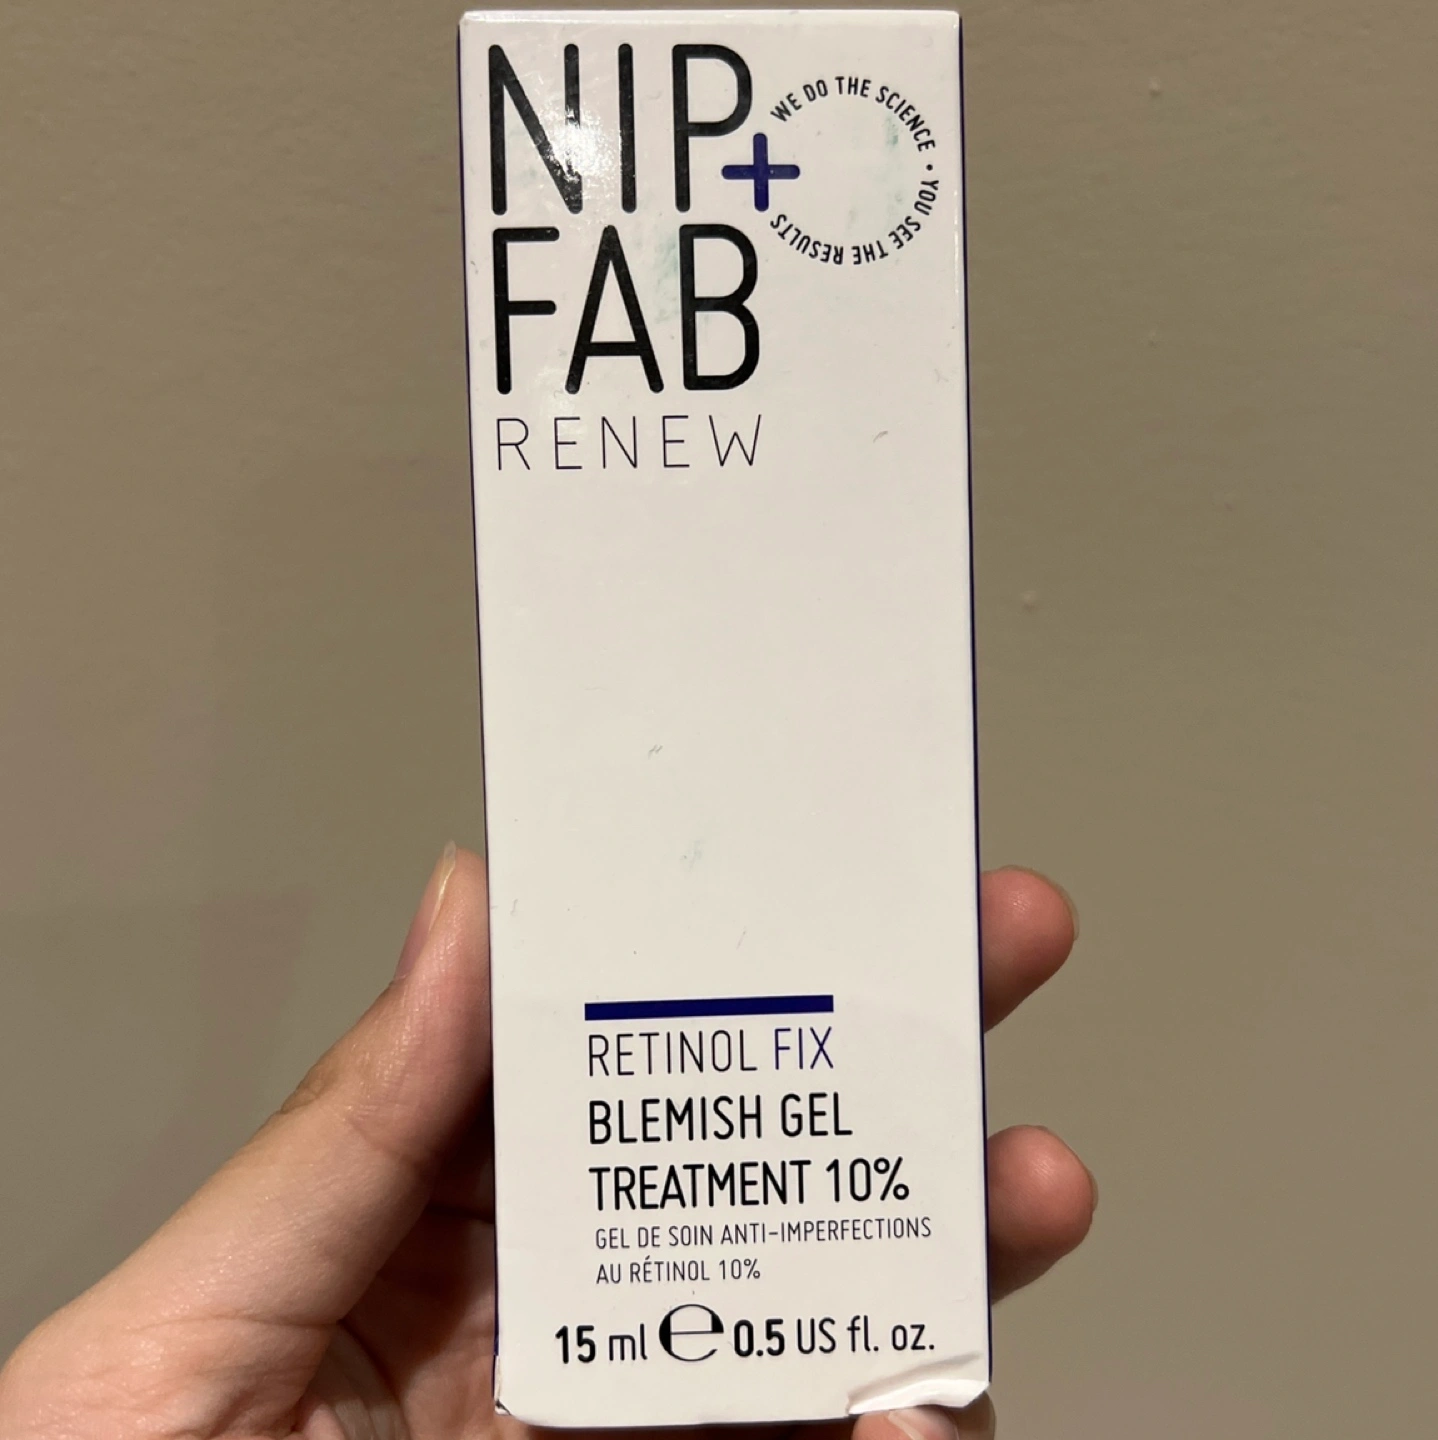 NIP+
FAB
WE DO THE SCIENCE • YOU SEE THE RESULTS
RENEW
RETINOL FIX
BLEMISH GEL
TREATMENT 10%
GEL DE SOIN ANTI-IMPERFECTIONS
AU RÉTINOL 10%
15 ml ℮ 0.5 US fl. oz.